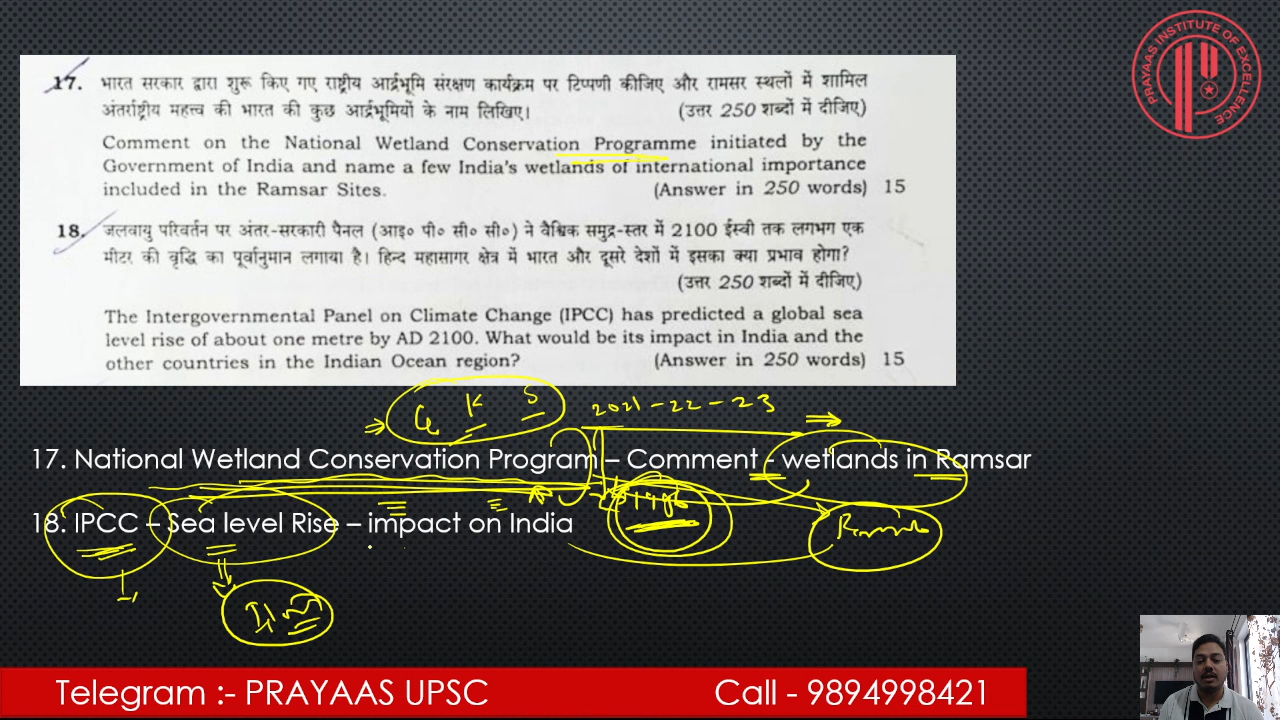 PRAYAAS INSTITUTE OF EXCELLENCE
17. भारत सरकार द्वारा शुरू किए गए राष्ट्रीय आर्द्रभूमि संरक्षण कार्यक्रम पर टिप्पणी कीजिए और रामसर स्थलों में शामिल
अंतर्राष्ट्रीय महत्त्व की भारत की कुछ आर्द्रभूमियों के नाम लिखिए। (उत्तर 250 शब्दों में दीजिए)
Comment on the National Wetland Conservation Programme initiated by the
Government of India and name a few India's wetlands of international importance
included in the Ramsar Sites. (Answer in 250 words) 15
18. जलवायु परिवर्तन पर अंतर-सरकारी पैनल (आइ० पी० सी० सी०) ने वैश्विक समुद्र-स्तर में 2100 ईस्वी तक लगभग एक
मीटर की वृद्धि का पूर्वानुमान लगाया है। हिन्द महासागर क्षेत्र में भारत और दूसरे देशों में इसका क्या प्रभाव होगा?
(उत्तर 250 शब्दों में दीजिए)
The Intergovernmental Panel on Climate Change (IPCC) has predicted a global sea
level rise of about one metre by AD 2100. What would be its impact in India and the
other countries in the Indian Ocean region? (Answer in 250 words) 15
K S 2021-22-23
17. National Wetland Conservation Program – Comment - wetlands in Ramsar
18. IPCC – Sea level Rise – impact on India
Telegram :- PRAYAAS UPSC Call - 9894998421